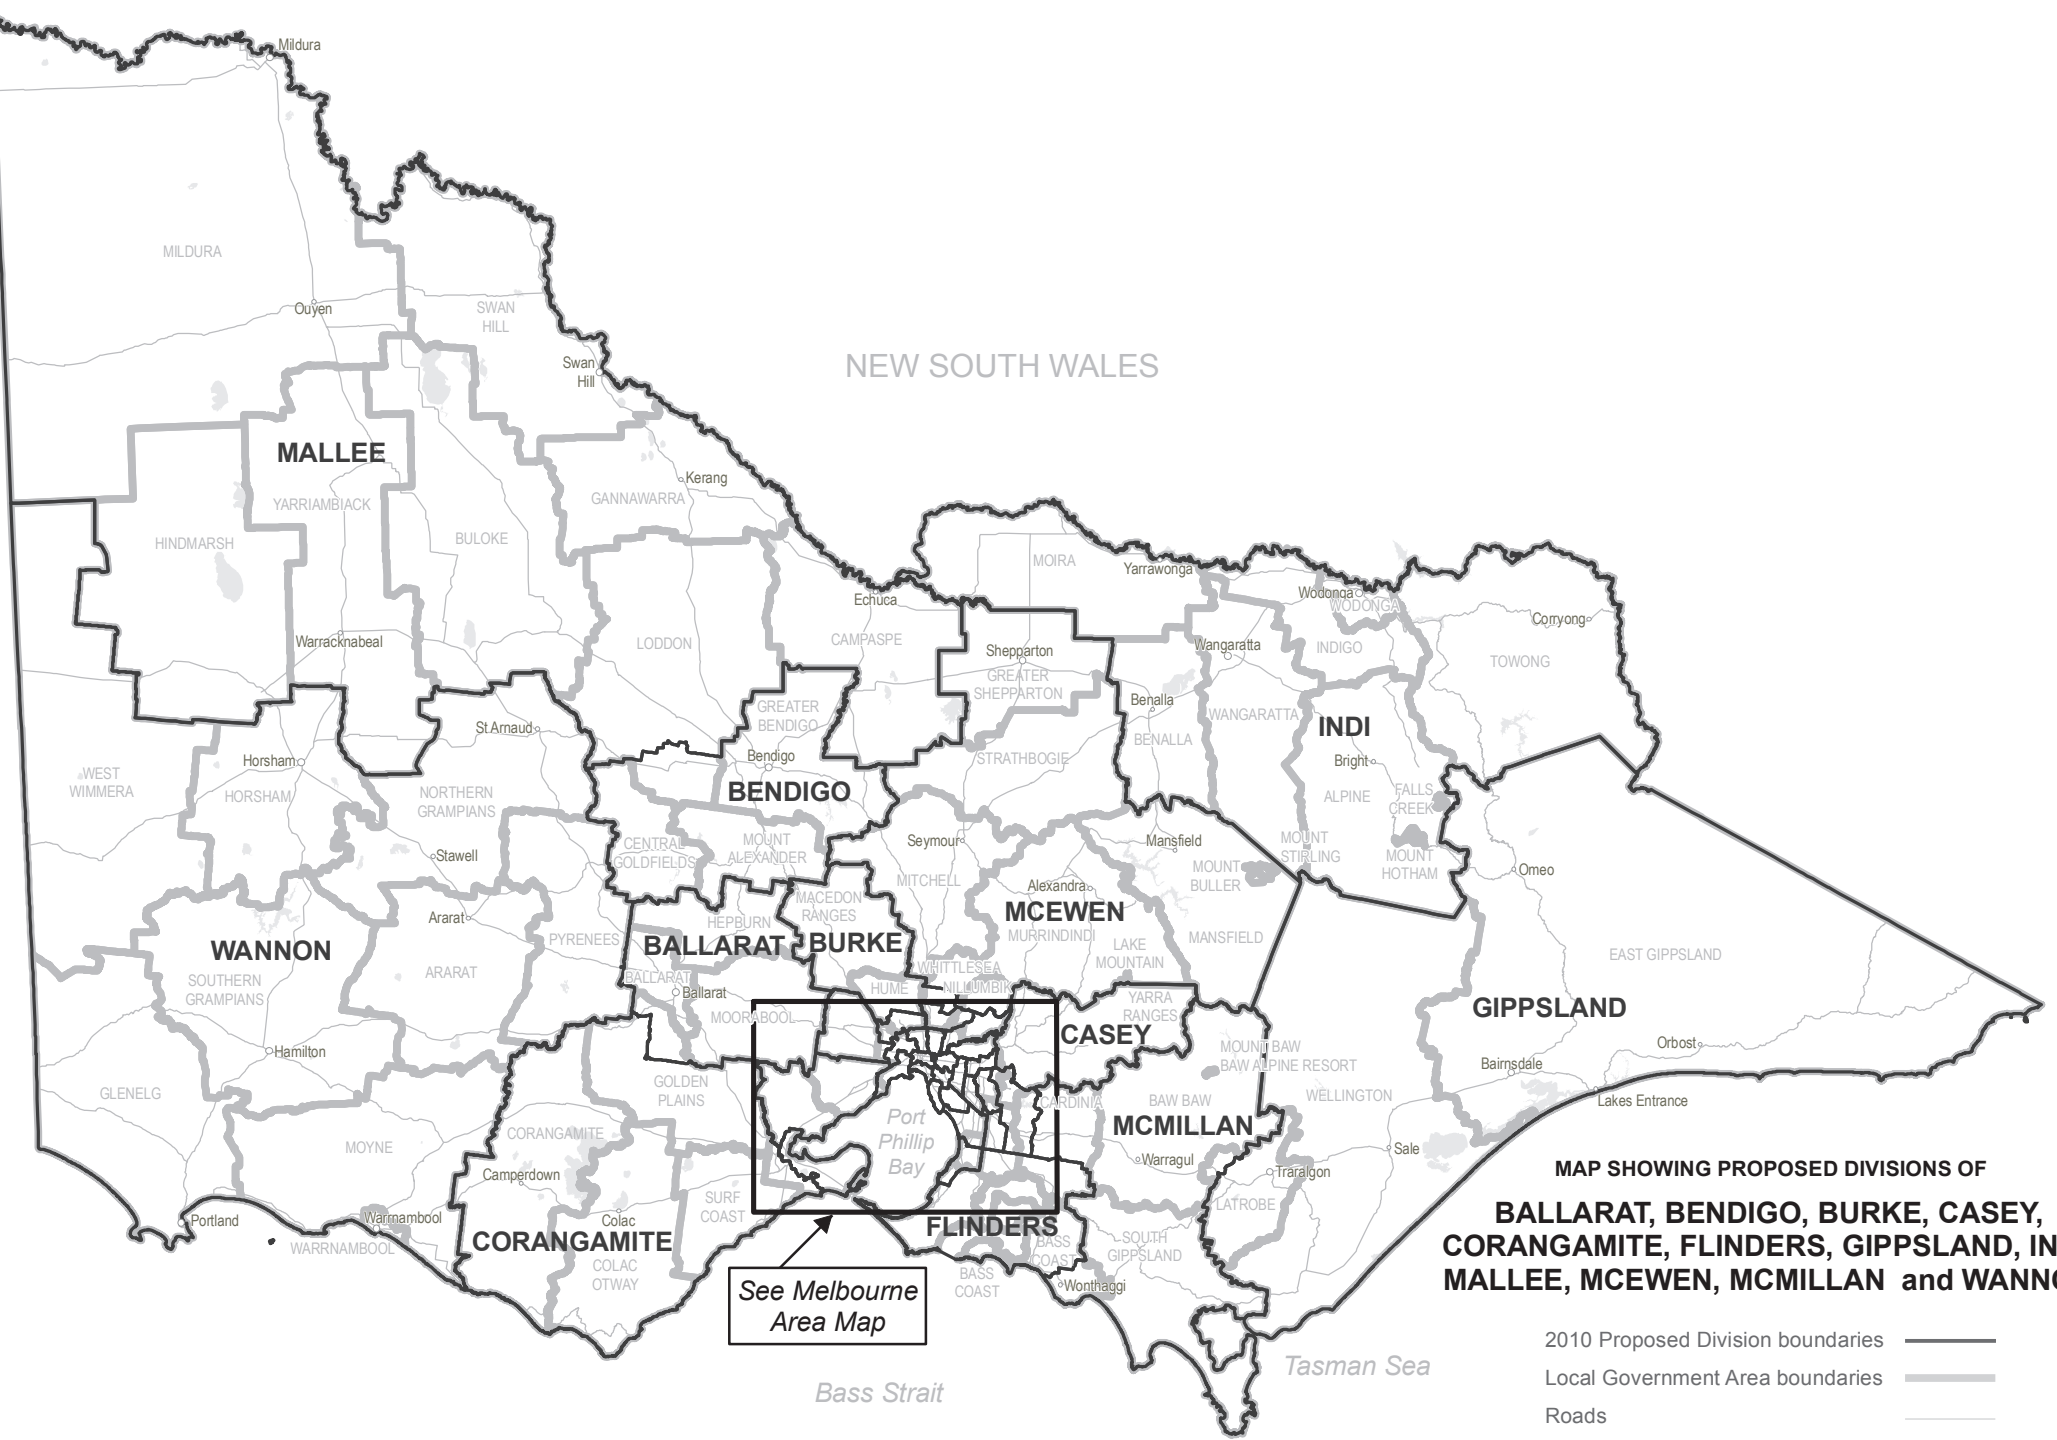 Mildura
MILDURA
Ouyen
SWAN
HILL
Swan
Hill
NEW SOUTH WALES
MALLEE
YARRIAMBIACK
Kerang
GANNAWARRA
HINDMARSH
BULOKE
MOIRA
Yarrawonga
Echuca
Wodonga
WODONGA
Corryong
Warracknabeal
LODDON
CAMPASPE
Shepparton
GREATER
SHEPPARTON
Wangaratta
INDIGO
TOWONG
GREATER
BENDIGO
Benalla
WANGARATTA
INDI
St Arnaud
BENALLA
Horsham
Bendigo
STRATHBOGIE
Bright
WEST
WIMMERA
HORSHAM
NORTHERN
GRAMPIANS
BENDIGO
ALPINE
FALLS
CREEK
Stawell
CENTRAL
GOLDFIELDS
MOUNT
ALEXANDER
Seymour
Mansfield
MOUNT
STIRLING
MOUNT
HOTHAM
MOUNT
BULLER
Omeo
MITCHELL
Alexandra
MACEDON
RANGES
Ararat
HEPBURN
MCEWEN
MURRINDINDI
WANNON
PYRENEES
BALLARAT
BURKE
LAKE
MOUNTAIN
MANSFIELD
EAST GIPPSLAND
ARARAT
SOUTHERN
GRAMPIANS
BALLARAT
Ballarat
HUME
WHITTLESEA
NILLUMBIK
YARRA
RANGES
GIPPSLAND
MOORABOOL
CASEY
Hamilton
MOUNT BAW
BAW ALPINE RESORT
Orbost
Bairnsdale
GLENELG
GOLDEN
PLAINS
CARDINIA
BAW BAW
WELLINGTON
Lakes Entrance
Port
Phillip
Bay
MCMILLAN
MOYNE
CORANGAMITE
Camperdown
Warragul
Traralgon
Sale
SURF
COAST
LATROBE
Portland
Warrnambool
WARRNAMBOOL
Colac
CORANGAMITE
COLAC
OTWAY
FLINDERS
BASS
COAST
SOUTH
GIPPSLAND
BASS
COAST
Wonthaggi
See Melbourne
Area Map
Bass Strait
Tasman Sea
MAP SHOWING PROPOSED DIVISIONS OF
BALLARAT, BENDIGO, BURKE, CASEY,
CORANGAMITE, FLINDERS, GIPPSLAND, IN
MALLEE, MCEWEN, MCMILLAN and WANNO
2010 Proposed Division boundaries
Local Government Area boundaries
Roads